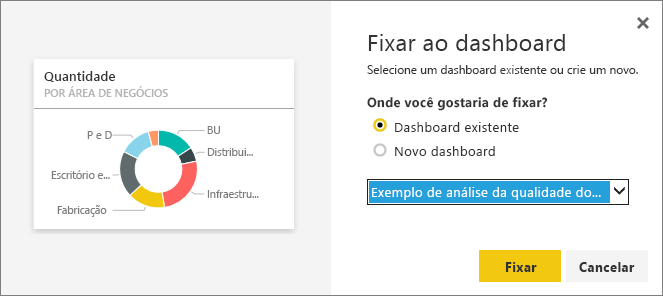 Quantidade
POR ÁREA DE NEGÓCIOS
P e D
BU
Distribui...
Escritório e...
Infraestru...
Fabricação
Fixar ao dashboard
Selecione um dashboard existente ou crie um novo.
Onde você gostaria de fixar?
Dashboard existente
Novo dashboard
Exemplo de análise da qualidade do...
Fixar
Cancelar